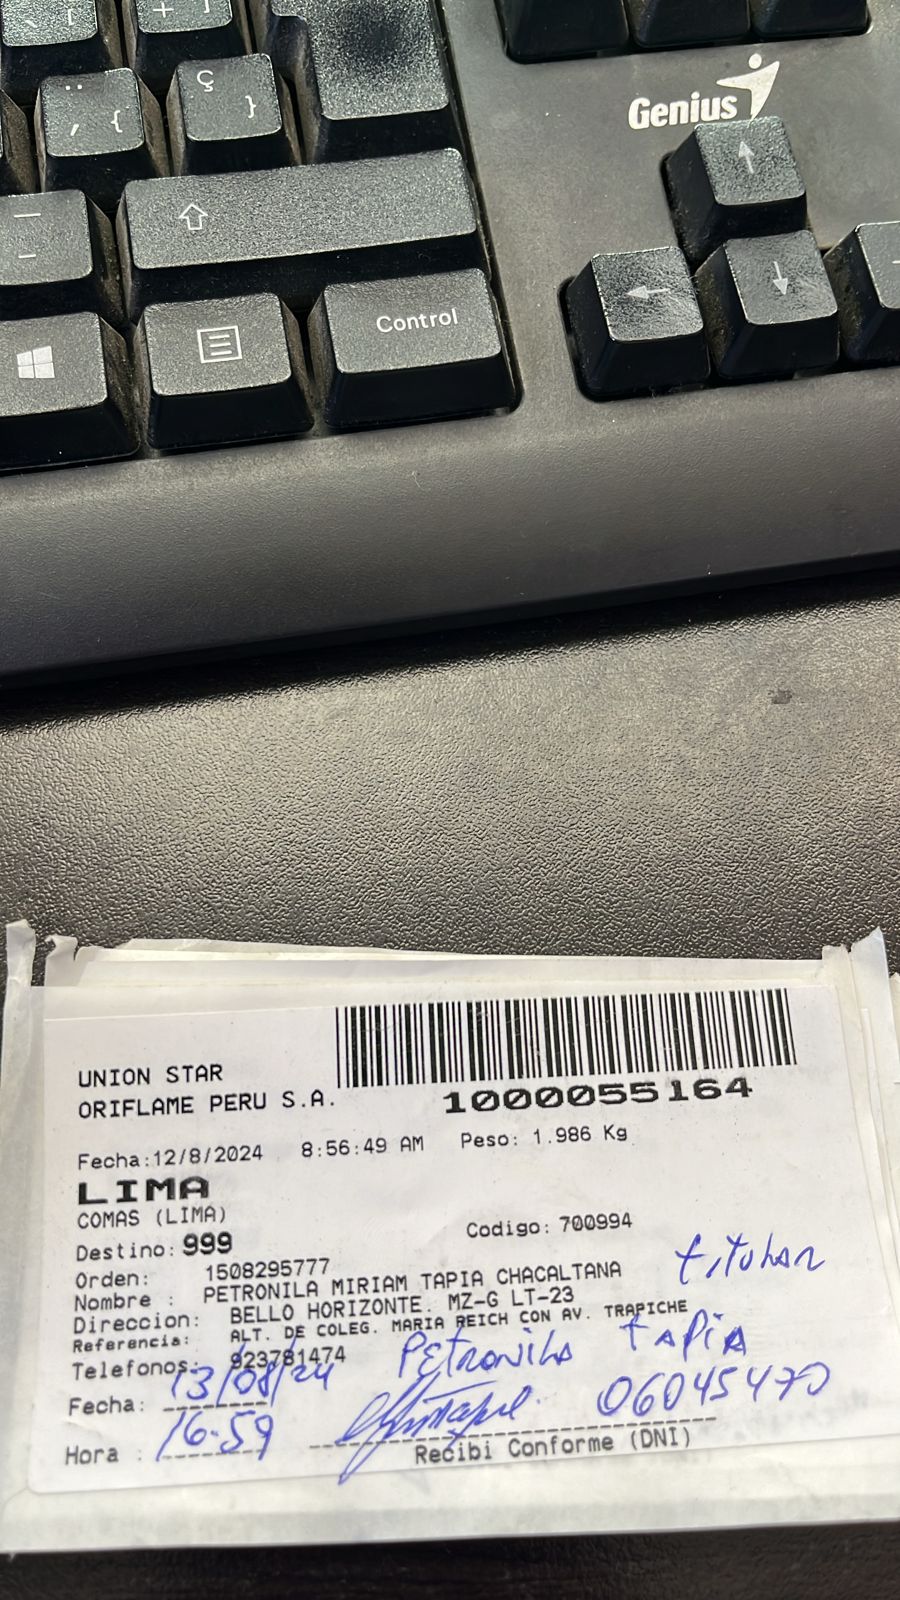 Genius
Control
UNION STAR
ORIFLAME PERU S.A.
1000055164
Fecha:12/8/2024 8:56:49 AM Peso: 1.986 Kg
LIMA
COMAS (LIMA)
Codigo: 700994
Destino: 999
Orden: 1508295777
titular
Nombre : PETRONILA MIRIAM TAPIA CHACALTANA
Direccion: BELLO HORIZONTE. MZ-G LT-23
Referencia: ALT. DE COLEG. MARIA REICH CON AV. TRAPICHE
Telefonos: 923781474
Petronila tapia
Fecha: 13/08/24
06045470
Hora : 16:59
Recibi Conforme (DNI)